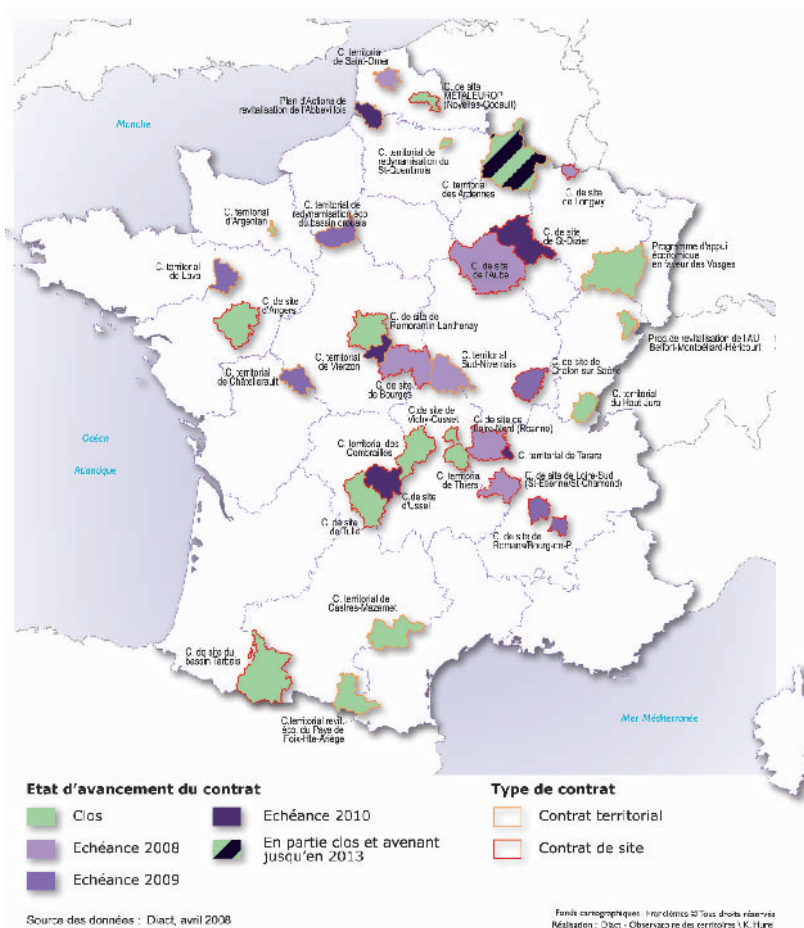 C. territorial
de Saint-Omer
C. de site
METALEUROP
(Noyelles-Godault)
Plan d'Actions de
revitalisation de l'Abbevillois
Manche
C. territorial de
redynamisation du
St-Quentinois
C. territorial
des Ardennes
C. de site
de Longwy
C. territorial
d'Argentan
C. territorial de
redynamisation éco
du bassin drouais
C. de site
de St-Dizier
C. de site
de l'Aube
Programme d'appui
économique
en faveur des Vosges
C. territorial
de Laval
C. de site
d'Angers
C. de site de
Romorantin-Lanthenay
Prog. de revitalisation de l'AU
Belfort-Montbéliard-Héricourt
C. territorial
de Vierzon
C. territorial
Sud-Nivernais
C. de site de
Chalon sur Saône
C. territorial
de Châtellerault
C. de site
de Bourges
C. territorial
du Haut Jura
C. de site de
Vichy-Cusset
C. de site de
Loire-Nord (Roanne)
C. territorial des
Combrailles
C. territorial de Tarare
C. territorial
de Thiers
C. de site de Loire-Sud
(St-Etienne/St-Chamond)
C. de site
d'Ussel
C. de site
de Tulle
C. de site de
Romans/Bourg-de-P.
Océan
Atlantique
C. territorial de
Castres-Mazamet
C. de site du
bassin Tarbais
C.territorial revit.
éco. du Pays de
Foix-Hte-Ariège
Mer Méditerranée
Etat d'avancement du contrat
Clos
Echéance 2008
Echéance 2009
Echéance 2010
En partie clos et avenant
jusqu'en 2013
Type de contrat
Contrat territorial
Contrat de site
Source des données : Diact, avril 2008
Fonds cartographiques : Franclèmes © Tous droits réservés
Réalisation : Diact - Observatoire des territoires \ K. Hurel